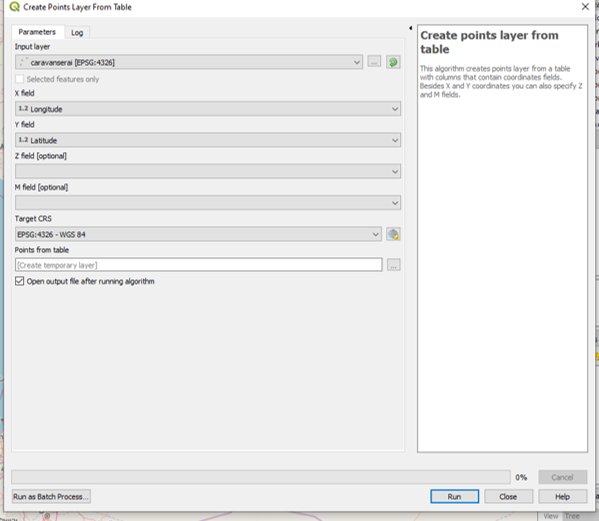 Create Points Layer From Table
Parameters Log
Input layer
caravanserai [EPSG:4326]
...
Selected features only
X field
1.2 Longitude
Y field
1.2 Latitude
Z field [optional]
M field [optional]
Target CRS
EPSG:4326 - WGS 84
Points from table
[Create temporary layer]
...
Open output file after running algorithm
Create points layer from
table
This algorithm creates points layer from a table
with columns that contain coordinates fields.
Besides X and Y coordinates you can also specify Z
and M fields.
0%
Cancel
Run as Batch Process...
Run
Close
Help
View Tree